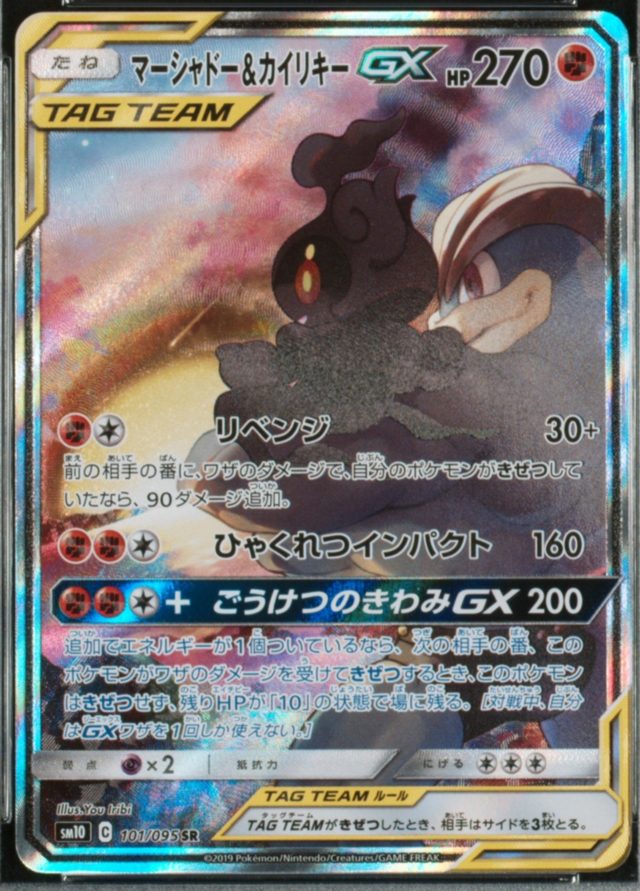 たね マーシャドー&カイリキーGX HP270
TAG TEAM
リベンジ 30+
前の相手の番に、ワザのダメージで、自分のポケモンがきぜつして
いたなら、90ダメージ追加。
ひゃくれつインパクト 160
+ ごうけつのきわみGX 200
追加でエネルギーが1個ついているなら、次の相手の番、この
ポケモンがワザのダメージを受けてきぜつするとき、このポケモン
はきぜつせず、残りHPが「10」の状態で場に残る。[対戦中、自分
はGXワザを1回しか使えない。]
弱点 ×2 抵抗力 にげる
Illus. You Iribi
TAG TEAM ルール
sm10 C 101/095 SR
TAG TEAMがきぜつしたとき、相手はサイドを3枚とる。
©2019 Pokémon/Nintendo/Creatures/GAME FREAK.